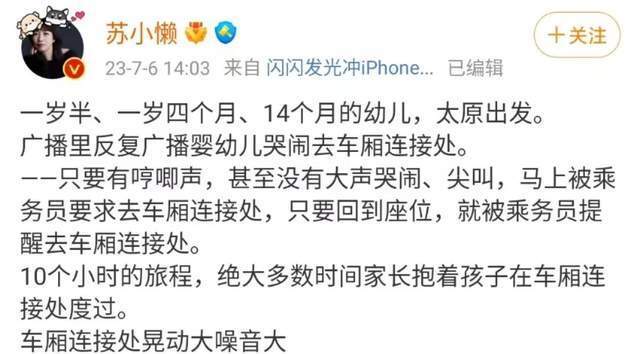 苏小懒
+关注
23-7-6 14:03 来自 闪闪发光冲iPhone... 已编辑
一岁半、一岁四个月、14个月的幼儿，太原出发。
广播里反复广播婴幼儿哭闹去车厢连接处。
——只要有哼唧声，甚至没有大声哭闹、尖叫，马上被乘
务员要求去车厢连接处，只要回到座位，就被乘务员提
醒去车厢连接处。
10个小时的旅程，绝大多数时间家长抱着孩子在车厢连
接处度过。
车厢连接处晃动大噪音大